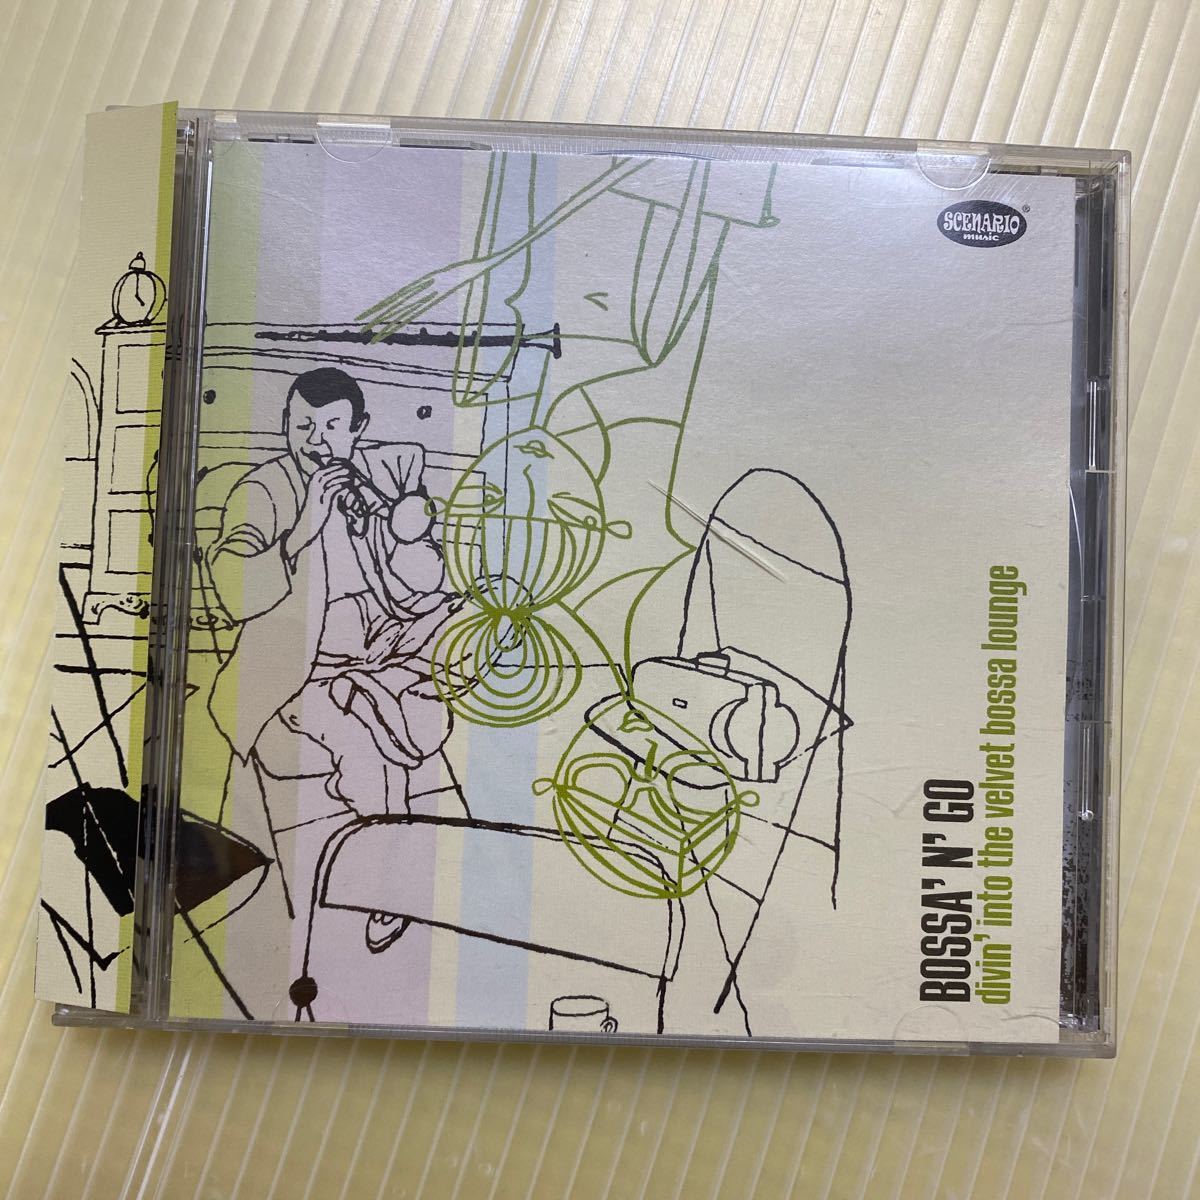 SCENARIO®
music
BOSSA' N' GO
divin' into the velvet bossa lounge